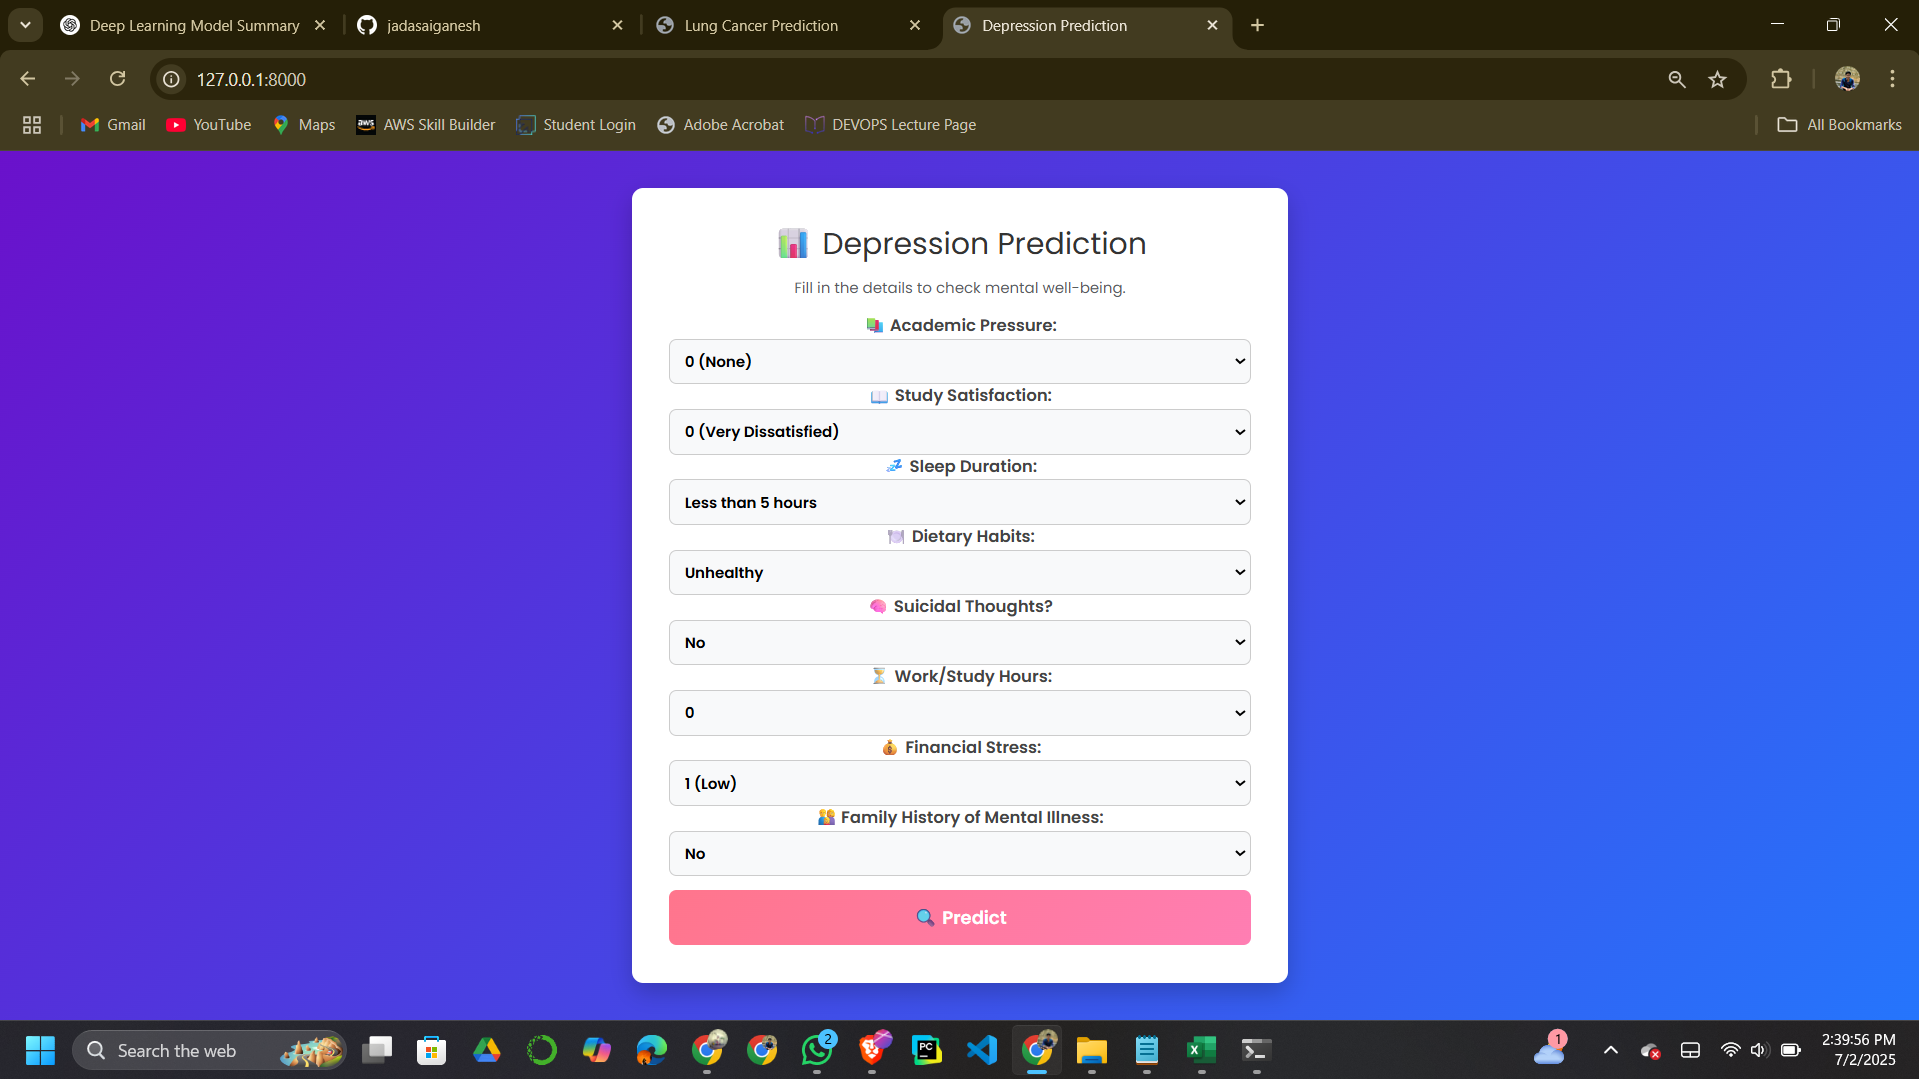 Deep Learning Model Summary
jadasaiganesh
Lung Cancer Prediction
Depression Prediction
127.0.0.1:8000
Gmail
YouTube
Maps
aws
AWS Skill Builder
Student Login
Adobe Acrobat
DEVOPS Lecture Page
All Bookmarks
Depression Prediction
Fill in the details to check mental well-being.
Academic Pressure:
0 (None)
Study Satisfaction:
0 (Very Dissatisfied)
Sleep Duration:
Less than 5 hours
Dietary Habits:
Unhealthy
Suicidal Thoughts?
No
Work/Study Hours:
0
Financial Stress:
1 (Low)
Family History of Mental Illness:
No
Predict
Search the web
2
PC
1
2:39:56 PM
7/2/2025